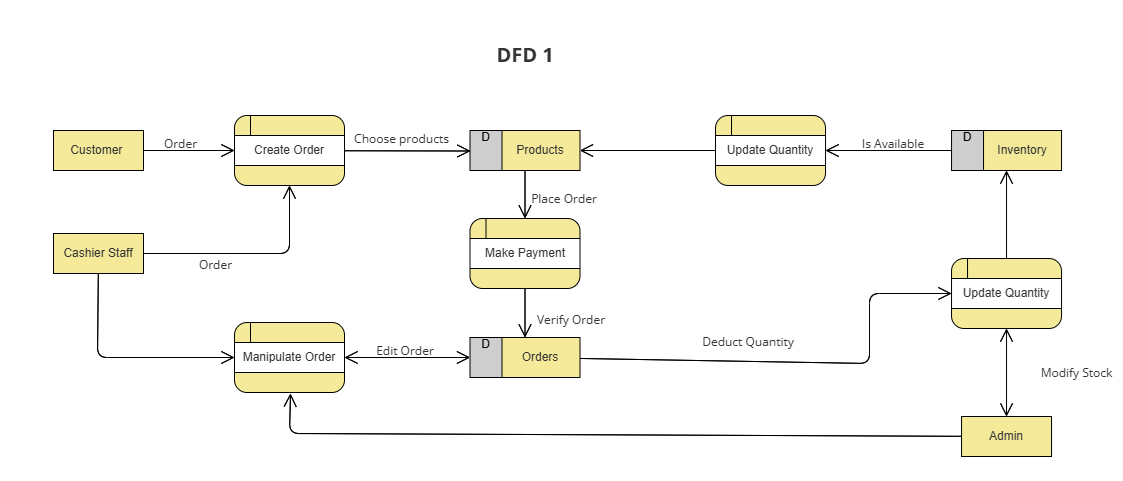 DFD 1
Customer
Order
Create Order
Choose products
D
Products
Update Quantity
Is Available
D
Inventory
Place Order
Cashier Staff
Order
Make Payment
Update Quantity
Verify Order
Manipulate Order
Edit Order
D
Orders
Deduct Quantity
Modify Stock
Admin